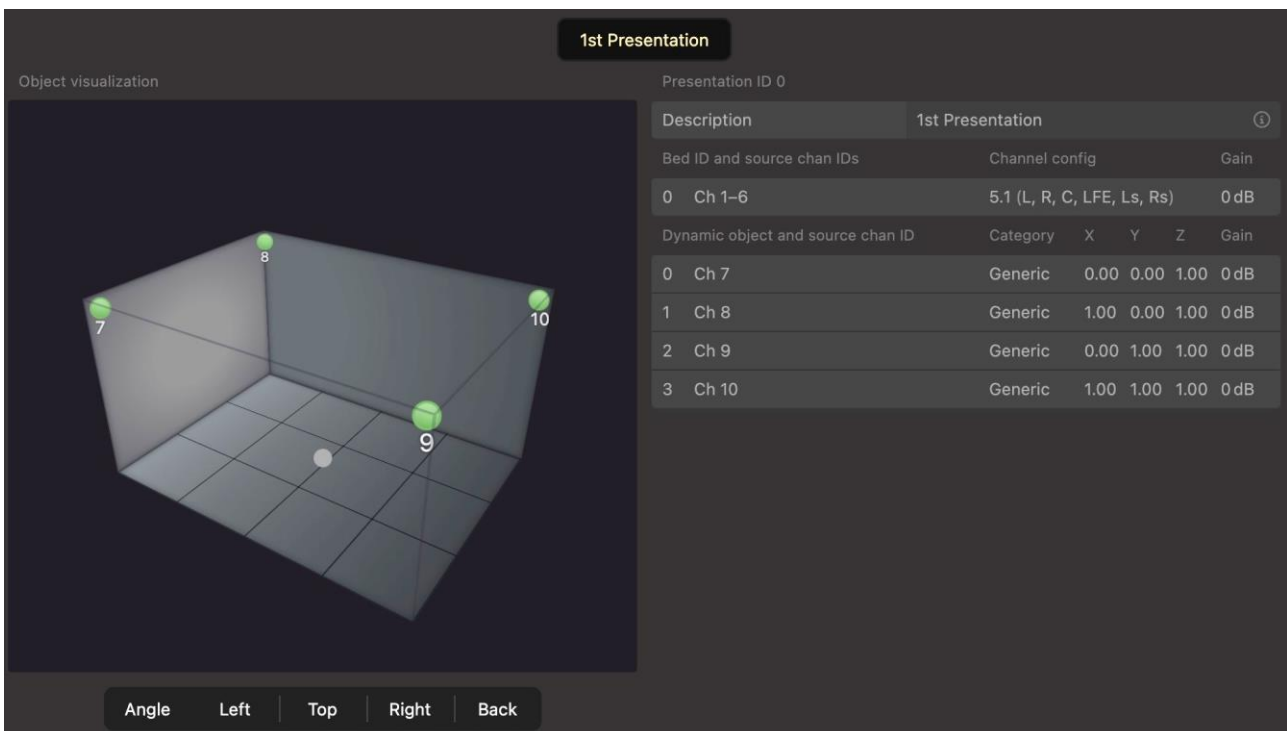 1st Presentation
Object visualization
8
7
10
9
Angle Left Top Right Back
Presentation ID 0
Description 1st Presentation
Bed ID and source chan IDs Channel config Gain
0 Ch 1–6 5.1 (L, R, C, LFE, Ls, Rs) 0 dB
Dynamic object and source chan ID Category X Y Z Gain
0 Ch 7 Generic 0.00 0.00 1.00 0 dB
1 Ch 8 Generic 1.00 0.00 1.00 0 dB
2 Ch 9 Generic 0.00 1.00 1.00 0 dB
3 Ch 10 Generic 1.00 1.00 1.00 0 dB